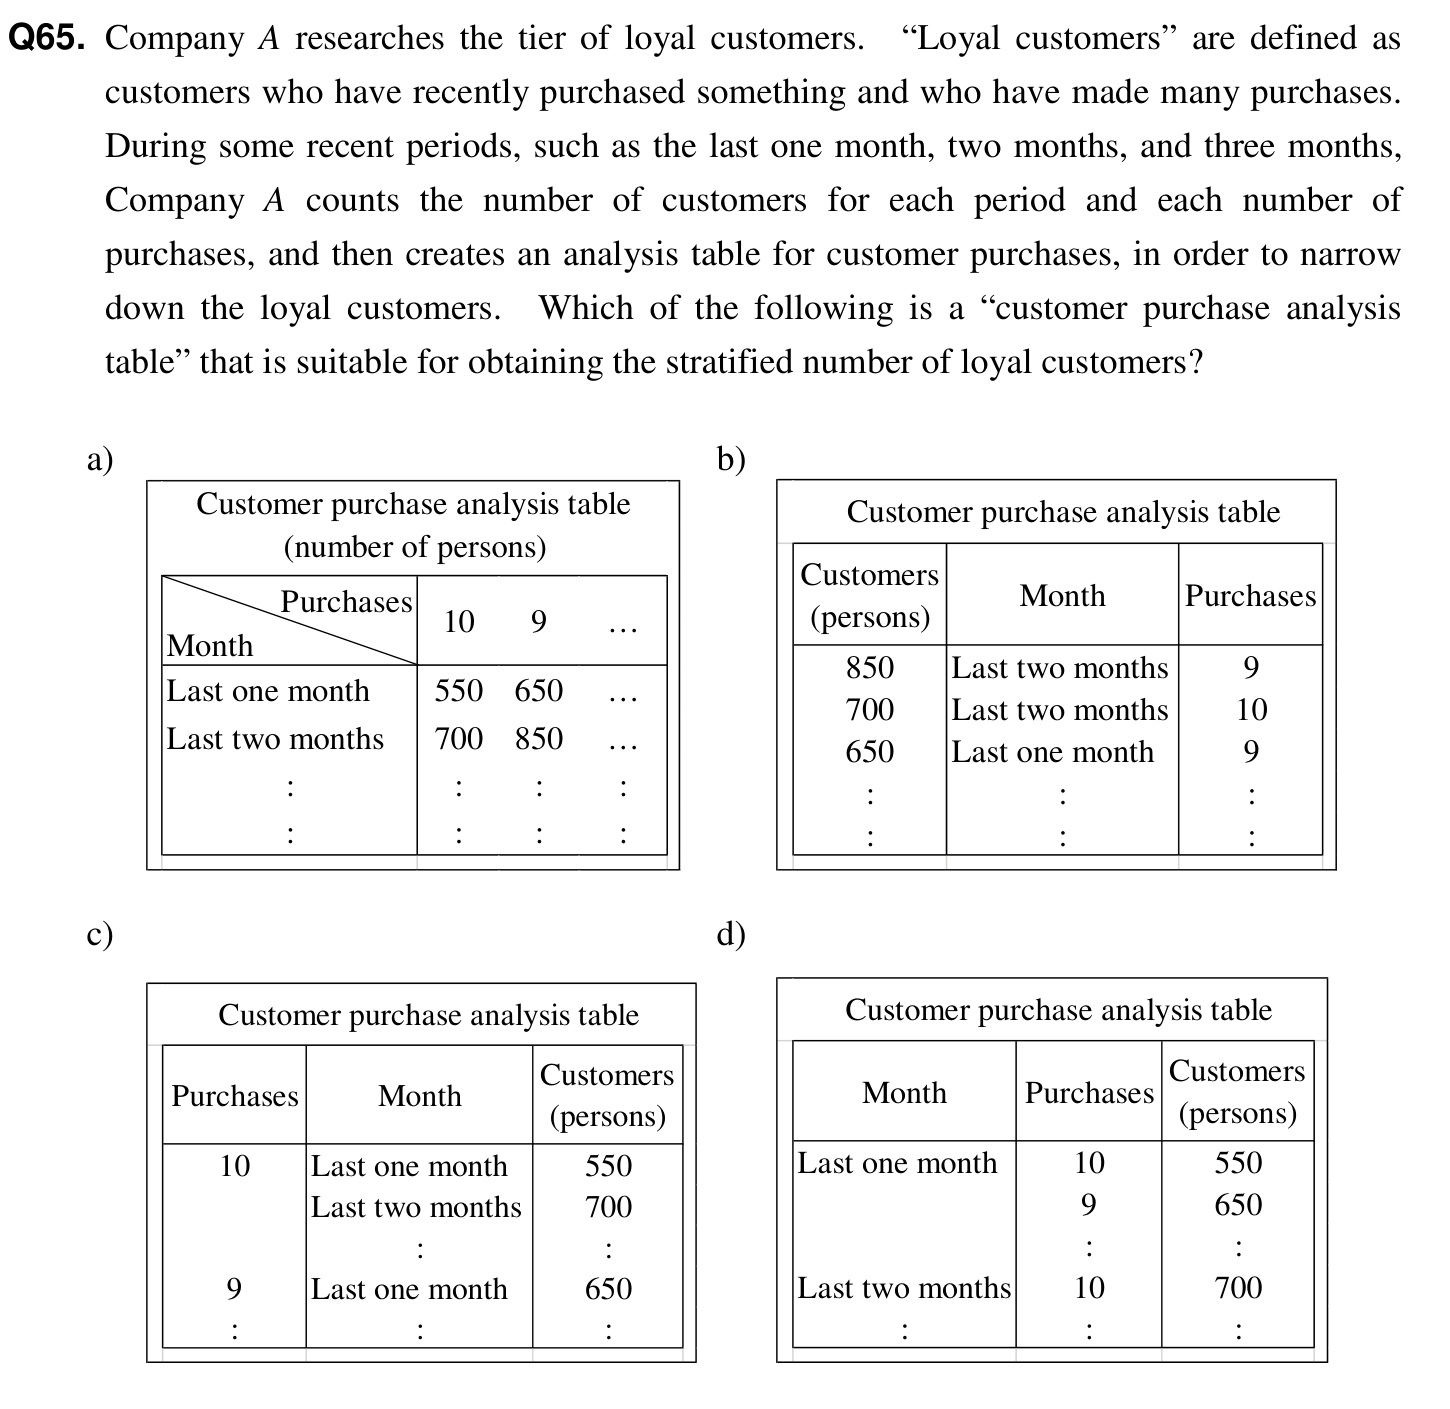 Q65. Company A researches the tier of loyal customers. “Loyal customers” are defined as
customers who have recently purchased something and who have made many purchases.
During some recent periods, such as the last one month, two months, and three months,
Company A counts the number of customers for each period and each number of
purchases, and then creates an analysis table for customer purchases, in order to narrow
down the loyal customers. Which of the following is a “customer purchase analysis
table” that is suitable for obtaining the stratified number of loyal customers?
a)
Customer purchase analysis table
(number of persons)
Purchases
Month
10 9 …
Last one month 550 650 …
Last two months 700 850 …
: : : :
: : : :
b)
Customer purchase analysis table
Customers
(persons)
Month Purchases
850 Last two months 9
700 Last two months 10
650 Last one month 9
: : :
: : :
c)
Customer purchase analysis table
Purchases Month
Customers
(persons)
10 Last one month 550
Last two months 700
: :
9 Last one month 650
: : :
d)
Customer purchase analysis table
Month Purchases
Customers
(persons)
Last one month 10 550
9 650
: :
Last two months 10 700
: : :